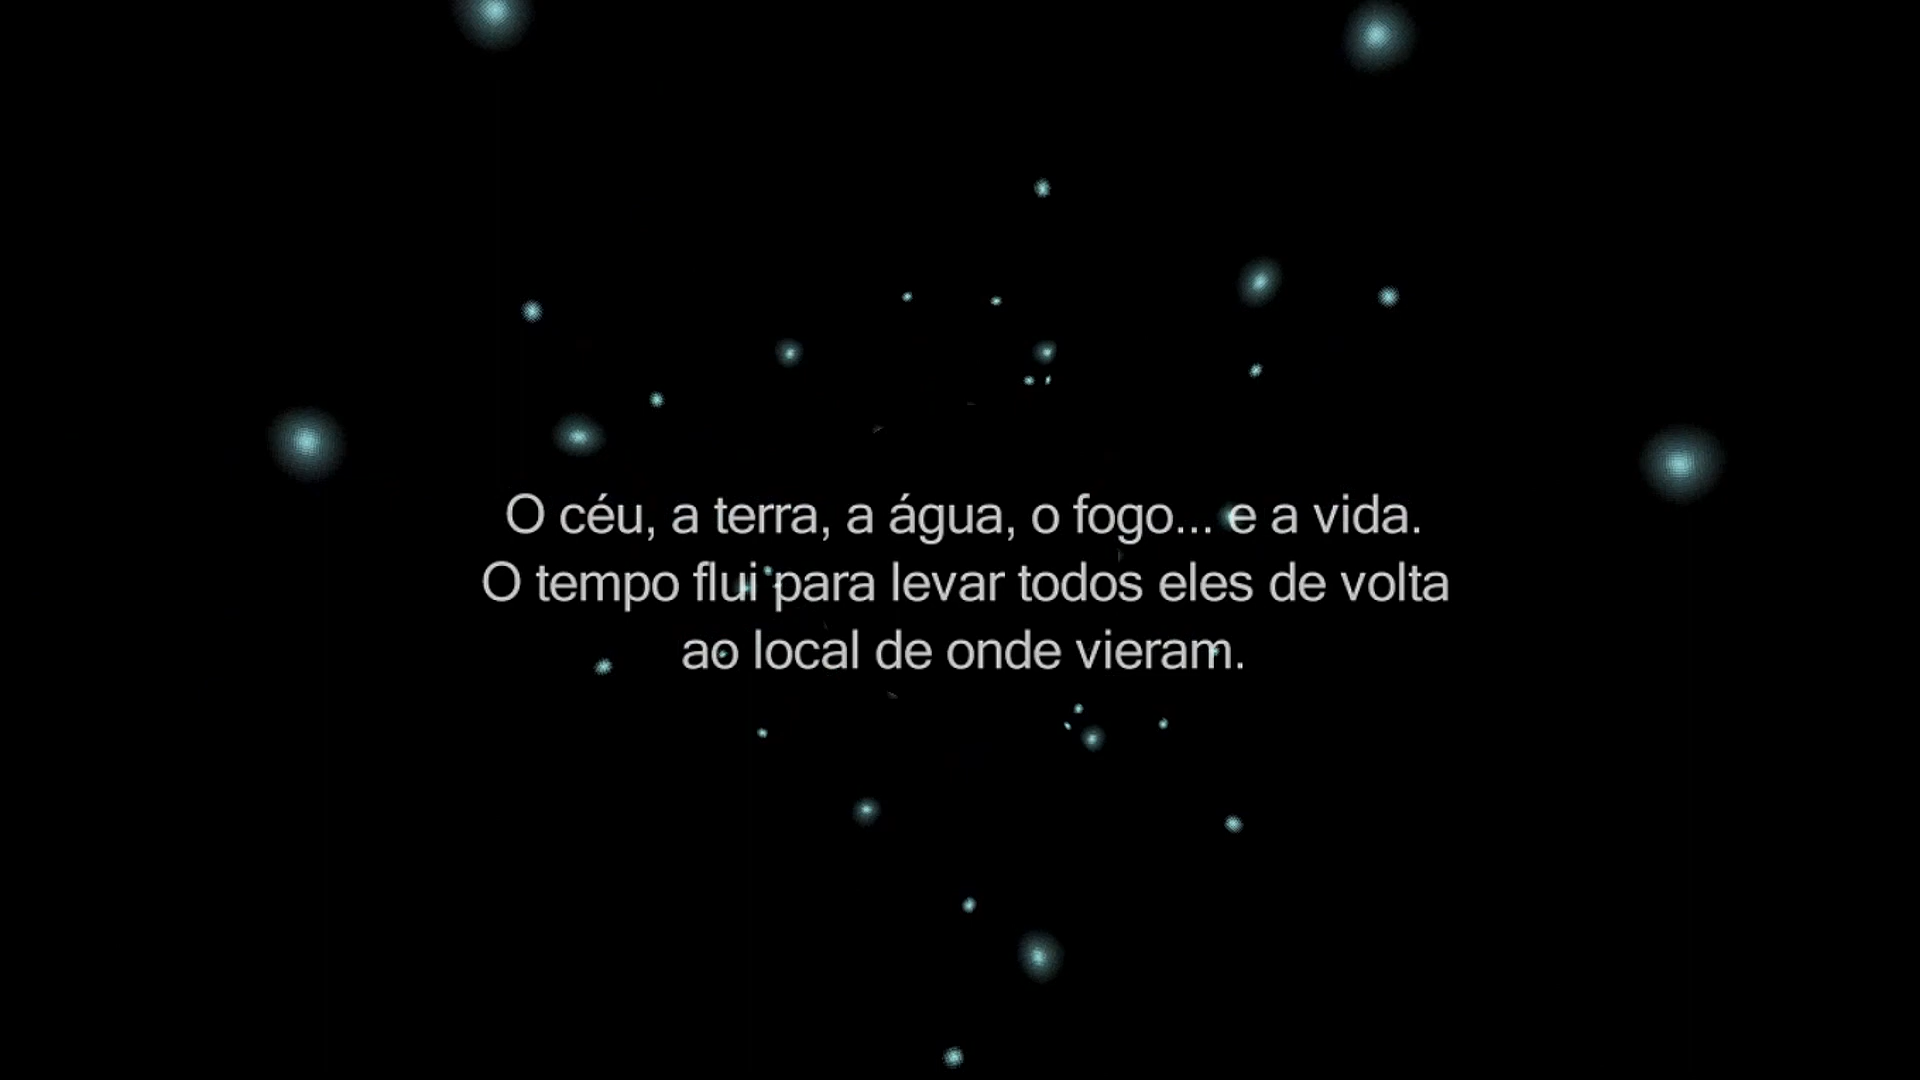 O céu, a terra, a água, o fogo... e a vida.
O tempo flui para levar todos eles de volta
ao local de onde vieram.